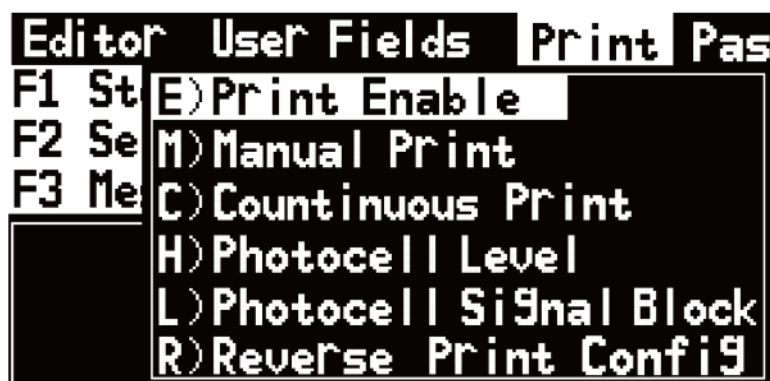 Editor User Fields Print Pas
F1 St E)Print Enable
F2 Se M)Manual Print
F3 Me C)Countinuous Print
H)Photocell Level
L)Photocell Signal Block
R)Reverse Print Config